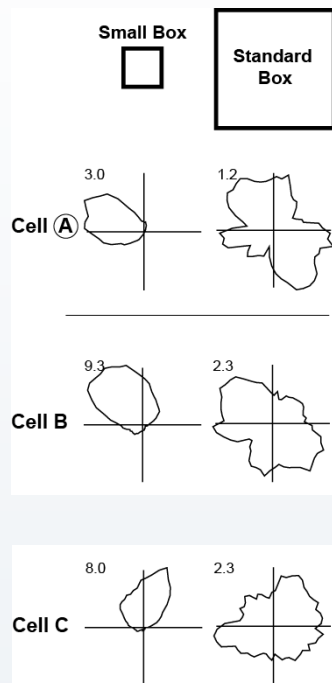 Small Box
Standard
Box
3.0
1.2
Cell A
9.3
2.3
Cell B
8.0
2.3
Cell C